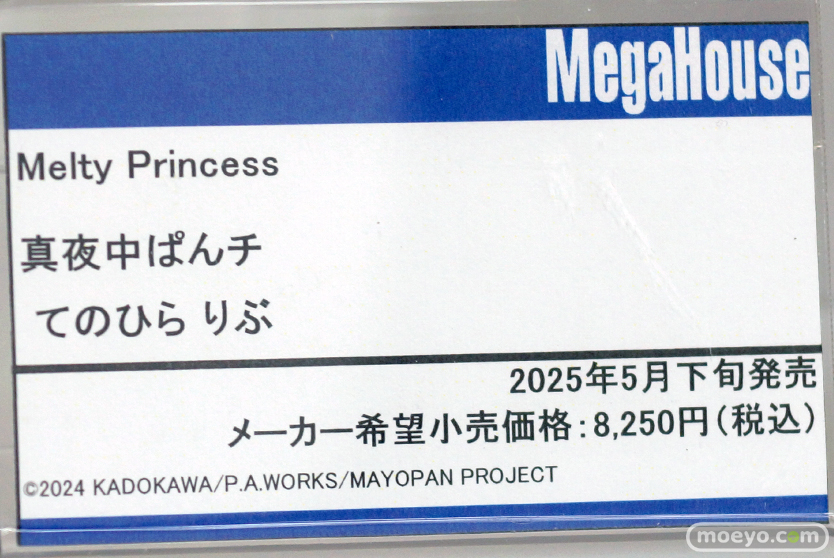 MegaHouse
Melty Princess
真夜中ぱんチ
てのひら りぶ
2025年5月下旬発売
メーカー希望小売価格：8,250円（税込）
©2024 KADOKAWA/P.A.WORKS/MAYOPAN PROJECT
moeyo.com